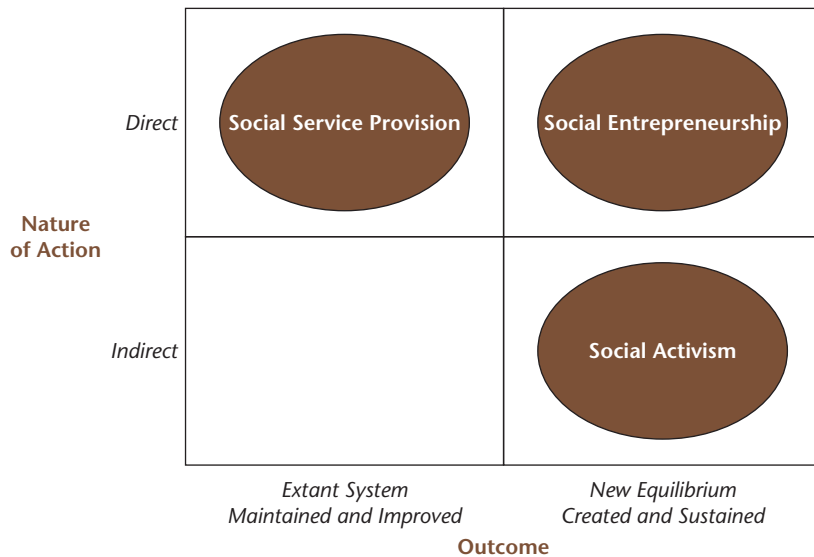 Direct
Social Service Provision
Social Entrepreneurship
Nature
of Action
Indirect
Social Activism
Extant System
Maintained and Improved
New Equilibrium
Created and Sustained
Outcome